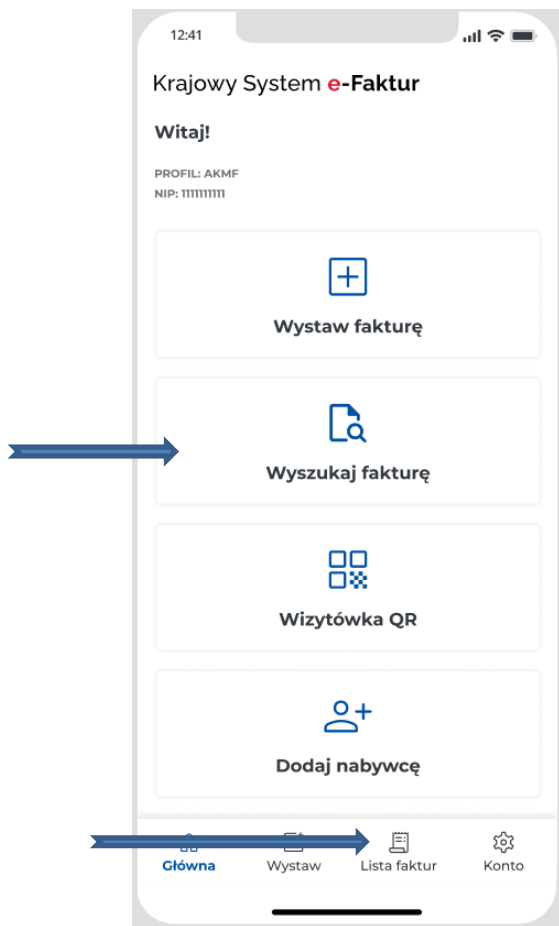 12:41
Krajowy System e-Faktur
Witaj!
PROFIL: AKMF
NIP: 1111111111
Wystaw fakturę
Wyszukaj fakturę
Wizytówka QR
Dodaj nabywcę
Główna Wystaw Lista faktur Konto